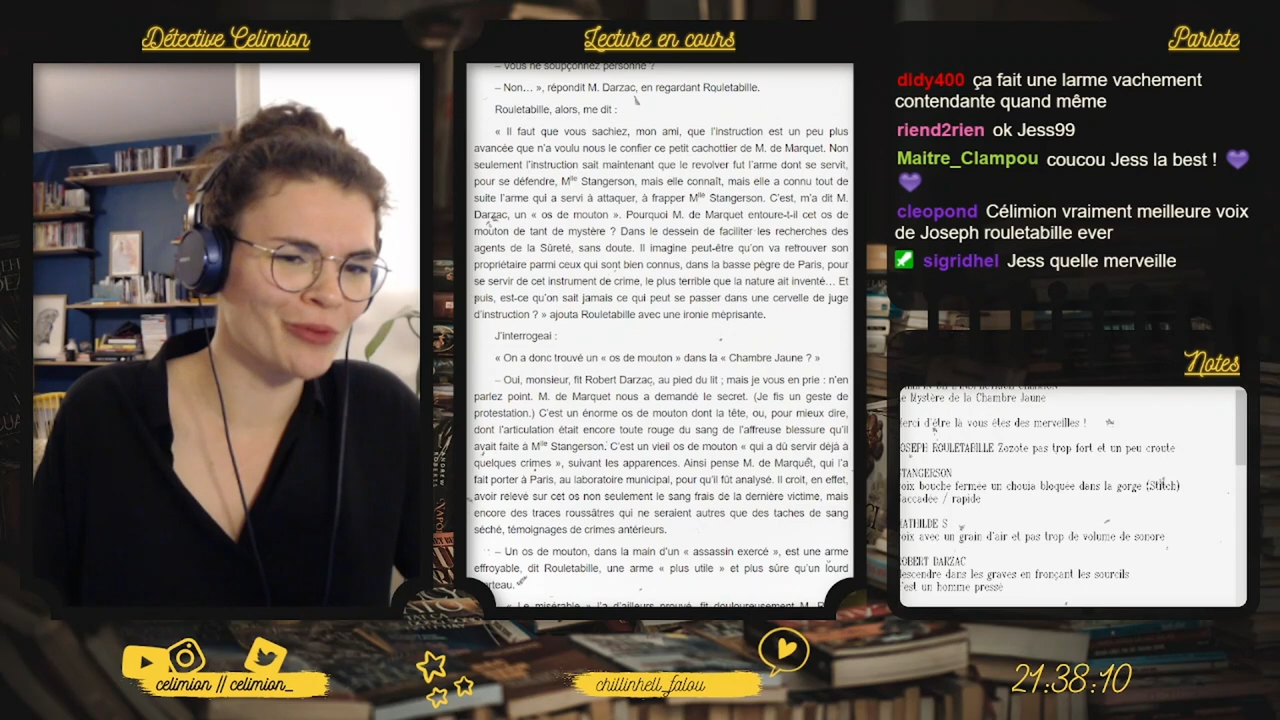 Détective Celimion
Lecture en cours
– Vous ne soupçonnez personne ?
– Non… », répondit M. Darzac, en regardant Rouletabille.
Rouletabille, alors, me dit :
« Il faut que vous sachiez, mon ami, que l'instruction est un peu plus
avancée que n'a voulu nous le confier ce petit cachottier de M. de Marquet. Non
seulement l'instruction sait maintenant que le revolver fut l'arme dont se servit,
pour se défendre, Mlle Stangerson, mais elle connaît, mais elle a connu tout de
suite l'arme qui a servi à attaquer, à frapper Mlle Stangerson. C'est, m'a dit M.
Darzac, un « os de mouton ». Pourquoi M. de Marquet entoure-t-il cet os de
mouton de tant de mystère ? Dans le dessein de faciliter les recherches des
agents de la Sûreté, sans doute. Il imagine peut-être qu'on va retrouver son
propriétaire parmi ceux qui sont bien connus, dans la basse pègre de Paris, pour
se servir de cet instrument de crime, le plus terrible que la nature ait inventé… Et
puis, est-ce qu'on sait jamais ce qui peut se passer dans une cervelle de juge
d'instruction ? » ajouta Rouletabille avec une ironie méprisante.
J'interrogeai :
« On a donc trouvé un « os de mouton » dans la « Chambre Jaune ? »
– Oui, monsieur, fit Robert Darzac, au pied du lit ; mais je vous en prie : n'en
parlez point. M. de Marquet nous a demandé le secret. (Je fis un geste de
protestation.) C'est un énorme os de mouton dont la tête, ou, pour mieux dire,
dont l'articulation était encore toute rouge du sang de l'affreuse blessure qu'il
avait faite à Mlle Stangerson. C'est un vieil os de mouton « qui a dû servir déjà à
quelques crimes », suivant les apparences. Ainsi pense M. de Marquet, qui l'a
fait porter à Paris, au laboratoire municipal, pour qu'il fût analysé. Il croit, en effet,
avoir relevé sur cet os non seulement le sang frais de la dernière victime, mais
encore des traces roussâtres qui ne seraient autres que des taches de sang
séché, témoignages de crimes antérieurs.
– Un os de mouton, dans la main d'un « assassin exercé », est une arme
effroyable, dit Rouletabille, une arme « plus utile » et plus sûre qu'un lourd
« Le misérable » l'a d'ailleurs prouvé, fit douloureusement M.
Parlote
didy400 ça fait une larme vachement
contendante quand même
riend2rien ok Jess99
Maitre_Clampou coucou Jess la best !
cleopond Célimion vraiment meilleure voix
de Joseph rouletabille ever
sigridhel Jess quelle merveille
Notes
e Mystère de la Chambre Jaune
erci d'être là vous êtes des merveilles !
OSEPH ROULETABILLE Zozote pas trop fort et un peu croute
TANGERSON
oix bouche fermée un chouia bloquée dans la gorge (Stitch)
accadée / rapide
ATHILDE S
oix avec un grain d'air et pas trop de volume de sonore
OBERT DARZAC
escendre dans les graves en fronçant les sourcils
'est un homme pressé
celimion // celimion_
chillinhell_falou
21:38:10